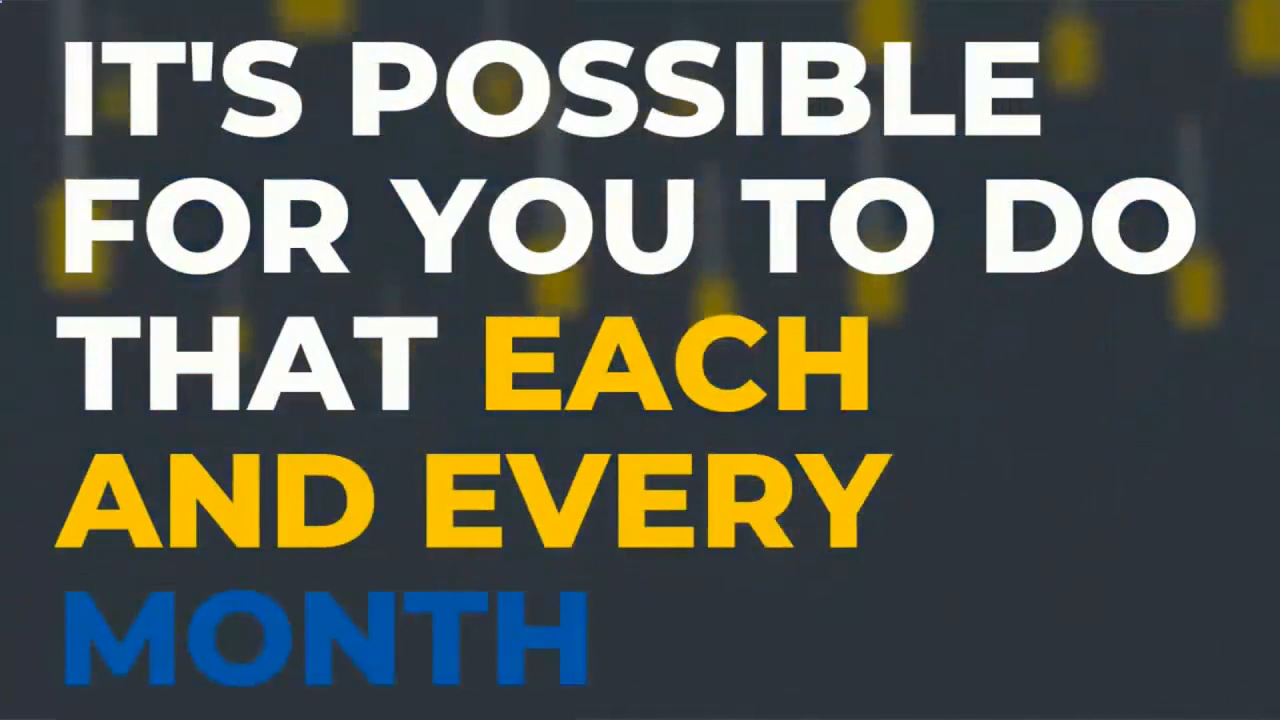 IT'S POSSIBLE
FOR YOU TO DO
THAT EACH
AND EVERY
MONTH